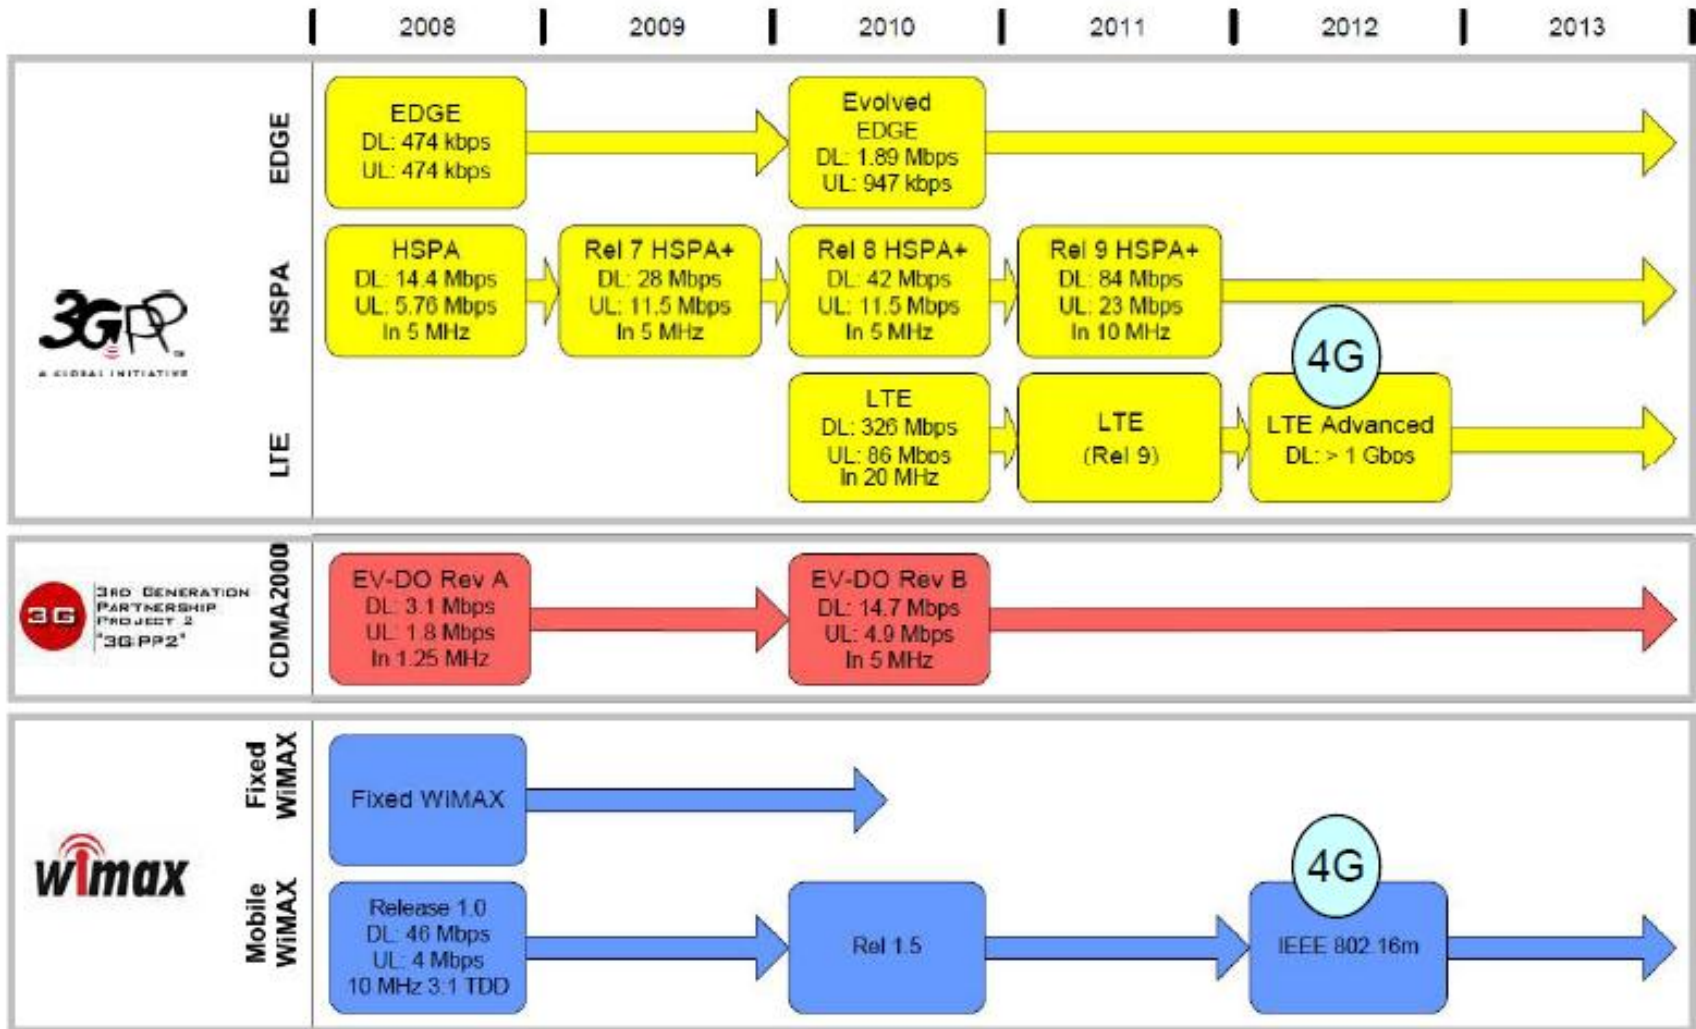 2008 2009 2010 2011 2012 2013
EDGE
EDGE
DL: 474 kbps
UL: 474 kbps
Evolved
EDGE
DL: 1.89 Mbps
UL: 947 kbps
3GPP
A GLOBAL INITIATIVE
HSPA
HSPA
DL: 14.4 Mbps
UL: 5.76 Mbps
In 5 MHz
Rel 7 HSPA+
DL: 28 Mbps
UL: 11.5 Mbps
In 5 MHz
Rel 8 HSPA+
DL: 42 Mbps
UL: 11.5 Mbps
In 5 MHz
Rel 9 HSPA+
DL: 84 Mbps
UL: 23 Mbps
In 10 MHz
LTE
LTE
DL: 326 Mbps
UL: 86 Mbps
In 20 MHz
LTE
(Rel 9)
4G
LTE Advanced
DL: > 1 Gbps
3G
3RD GENERATION
PARTNERSHIP
PROJECT 2
"3GPP2"
CDMA2000
EV-DO Rev A
DL: 3.1 Mbps
UL: 1.8 Mbps
In 1.25 MHz
EV-DO Rev B
DL: 14.7 Mbps
UL: 4.9 Mbps
In 5 MHz
wimax
Fixed
WiMAX
Fixed WIMAX
Mobile
WiMAX
Release 1.0
DL: 46 Mbps
UL: 4 Mbps
10 MHz 3:1 TDD
Rel 1.5
4G
IEEE 802.16m